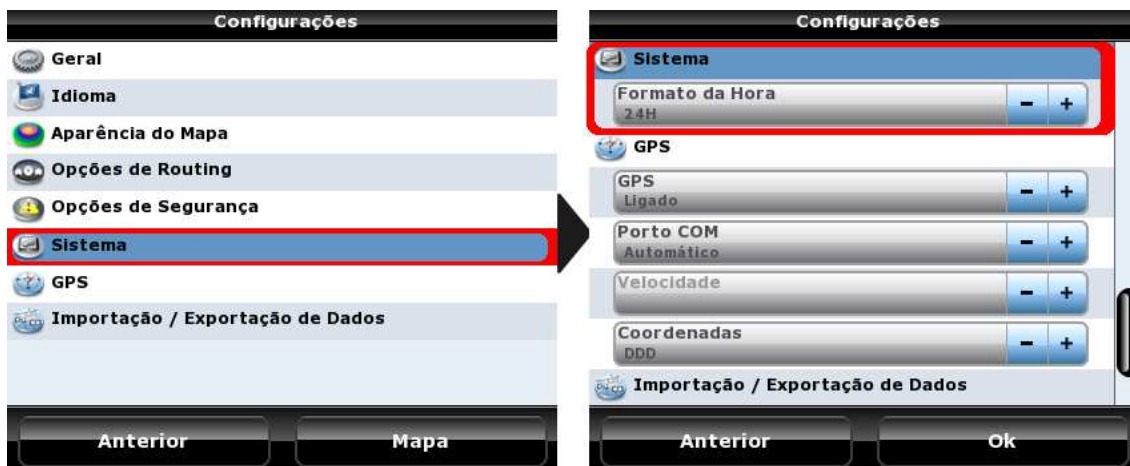 Configurações
Geral
Idioma
Aparência do Mapa
Opções de Routing
Opções de Segurança
Sistema
GPS
Importação / Exportação de Dados
Anterior
Mapa
Configurações
Sistema
Formato da Hora
24H
- +
GPS
GPS
Ligado
- +
Porto COM
Automático
- +
Velocidade
- +
Coordenadas
DDD
- +
Importação / Exportação de Dados
Anterior
Ok